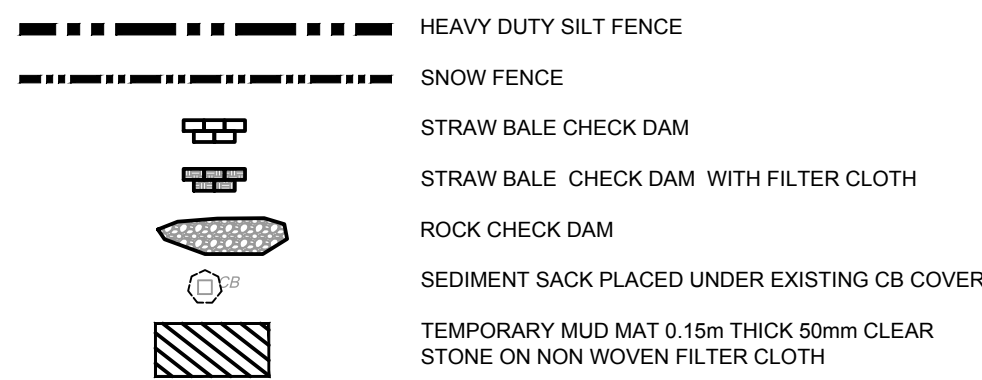 HEAVY DUTY SILT FENCE
SNOW FENCE
STRAW BALE CHECK DAM
STRAW BALE CHECK DAM WITH FILTER CLOTH
ROCK CHECK DAM
CB SEDIMENT SACK PLACED UNDER EXISTING CB COVER
TEMPORARY MUD MAT 0.15m THICK 50mm CLEAR
STONE ON NON WOVEN FILTER CLOTH